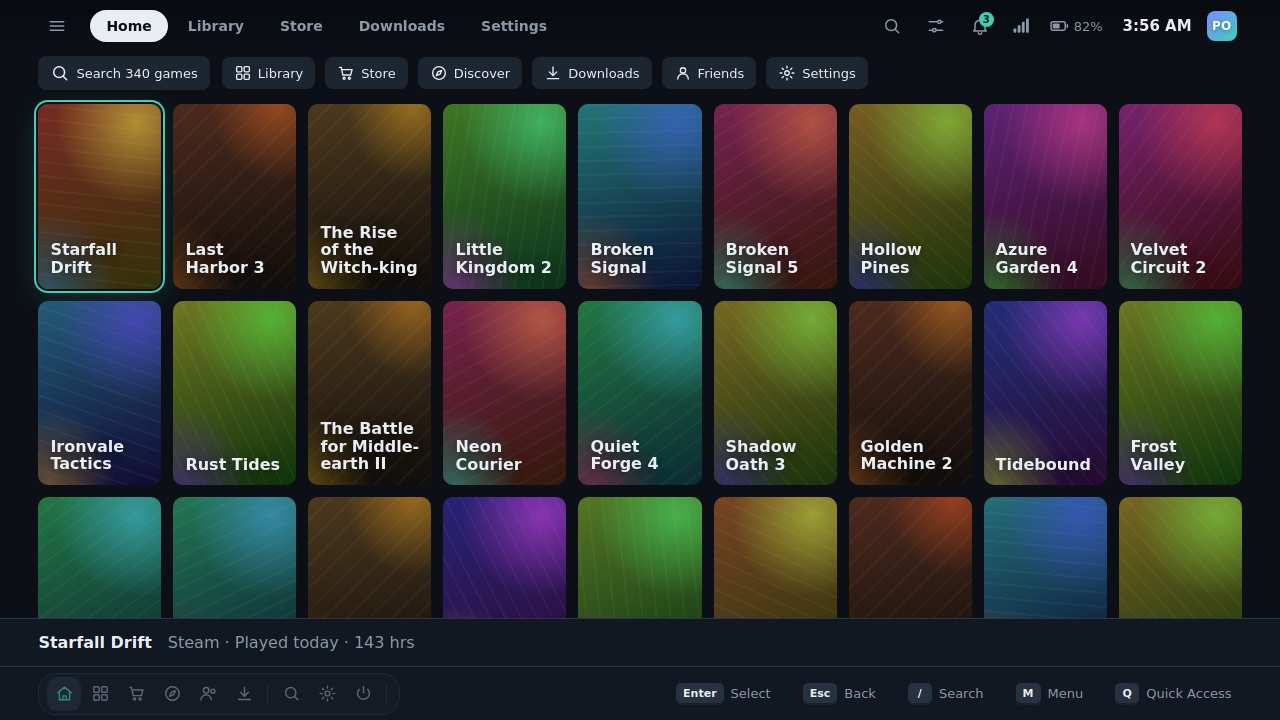 Home Library Store Downloads Settings 3 82% 3:56 AM PO
Search 340 games Library Store Discover Downloads Friends Settings
Starfall
Drift
Last
Harbor 3
The Rise
of the
Witch-king
Little
Kingdom 2
Broken
Signal
Broken
Signal 5
Hollow
Pines
Azure
Garden 4
Velvet
Circuit 2
Ironvale
Tactics
Rust Tides
The Battle
for Middle-
earth II
Neon
Courier
Quiet
Forge 4
Shadow
Oath 3
Golden
Machine 2
Tidebound
Frost
Valley
Starfall Drift Steam · Played today · 143 hrs
Enter Select Esc Back / Search M Menu Q Quick Access